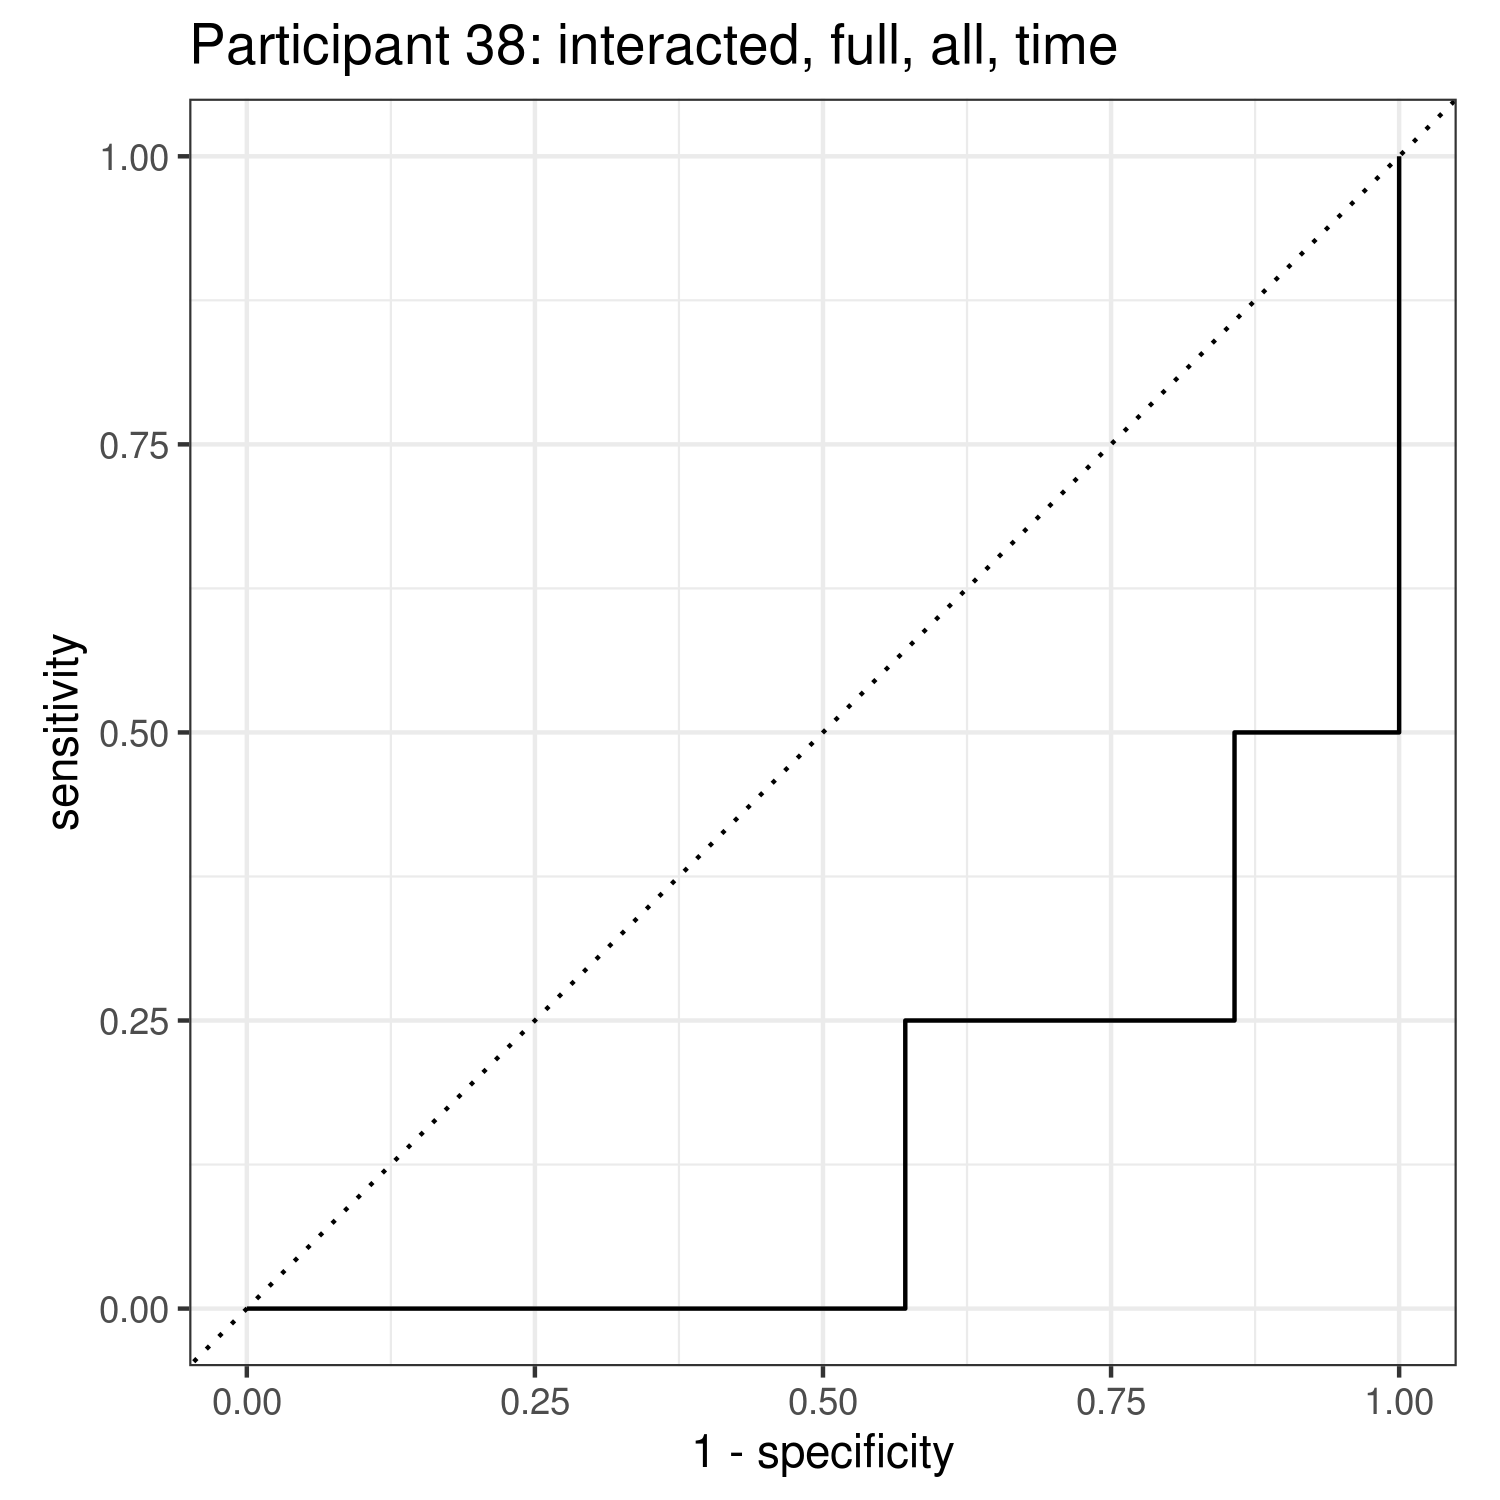 Participant 38: interacted, full, all, time
1.00
0.75
0.50
0.25
0.00
sensitivity
0.00 0.25 0.50 0.75 1.00
1 - specificity